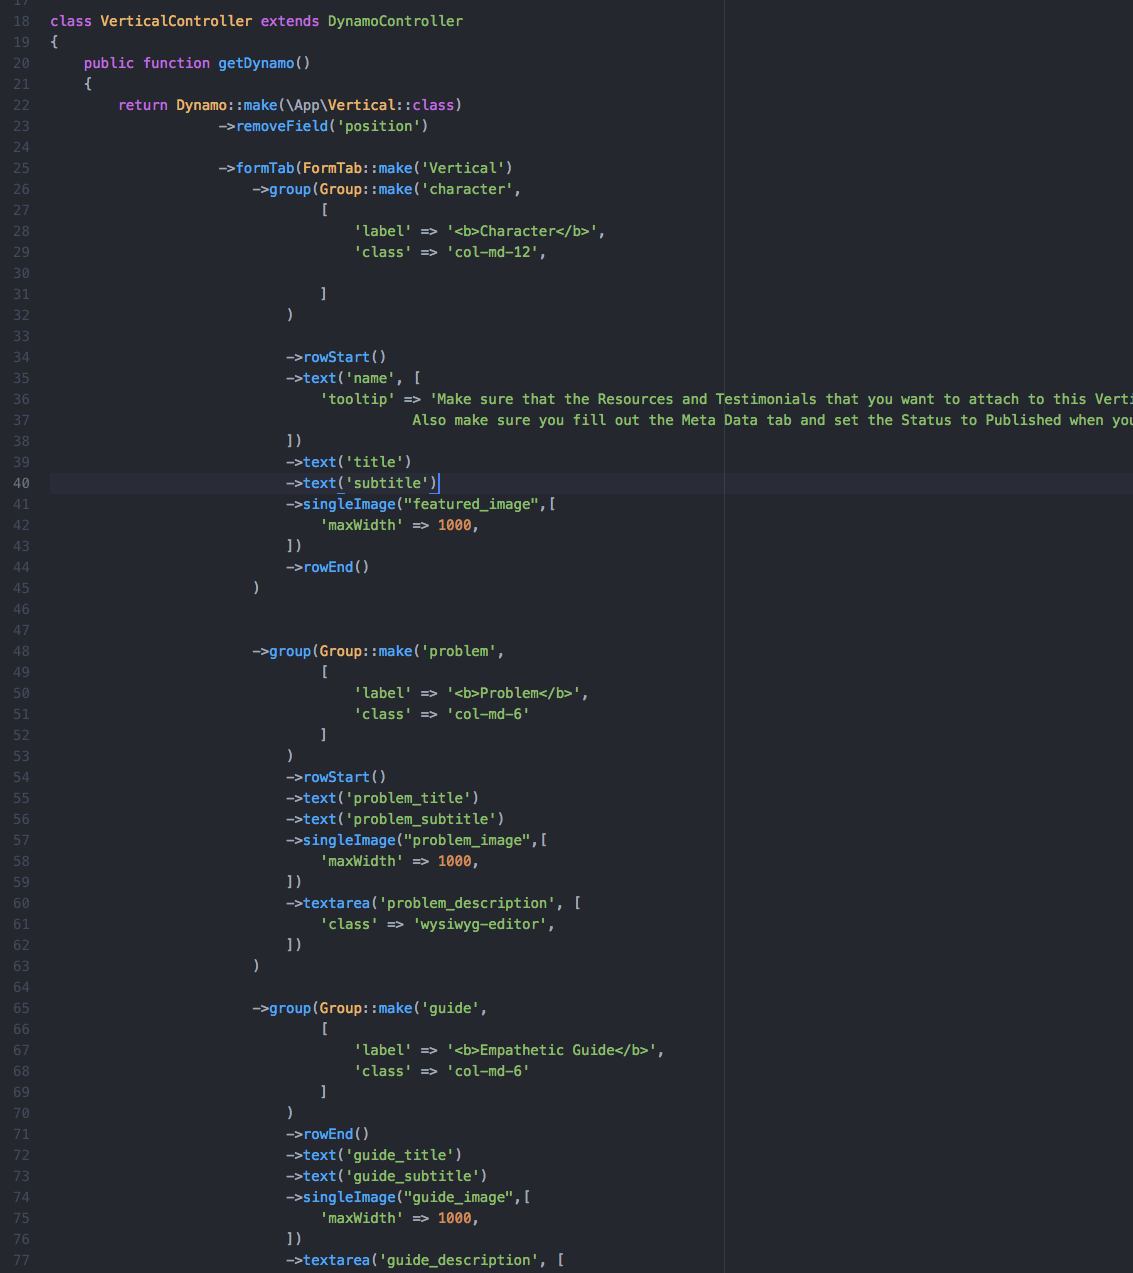 17
18 class VerticalController extends DynamoController
19 {
20     public function getDynamo()
21     {
22         return Dynamo::make(\App\Vertical::class)
23                     ->removeField('position')
24
25                     ->formTab(FormTab::make('Vertical')
26                         ->group(Group::make('character',
27                                 [
28                                     'label' => '<b>Character</b>',
29                                     'class' => 'col-md-12',
30
31                                 ]
32                             )
33
34                             ->rowStart()
35                             ->text('name', [
36                                 'tooltip' => 'Make sure that the Resources and Testimonials that you want to attach to this Verti
37                                            Also make sure you fill out the Meta Data tab and set the Status to Published when you
38                             ])
39                             ->text('title')
40                             ->text('subtitle')
41                             ->singleImage("featured_image",[
42                                 'maxWidth' => 1000,
43                             ])
44                             ->rowEnd()
45                         )
46
47
48                         ->group(Group::make('problem',
49                                 [
50                                     'label' => '<b>Problem</b>',
51                                     'class' => 'col-md-6'
52                                 ]
53                             )
54                             ->rowStart()
55                             ->text('problem_title')
56                             ->text('problem_subtitle')
57                             ->singleImage("problem_image",[
58                                 'maxWidth' => 1000,
59                             ])
60                             ->textarea('problem_description', [
61                                 'class' => 'wysiwyg-editor',
62                             ])
63                         )
64
65                         ->group(Group::make('guide',
66                                 [
67                                     'label' => '<b>Empathetic Guide</b>',
68                                     'class' => 'col-md-6'
69                                 ]
70                             )
71                             ->rowEnd()
72                             ->text('guide_title')
73                             ->text('guide_subtitle')
74                             ->singleImage("guide_image",[
75                                 'maxWidth' => 1000,
76                             ])
77                             ->textarea('guide_description', [